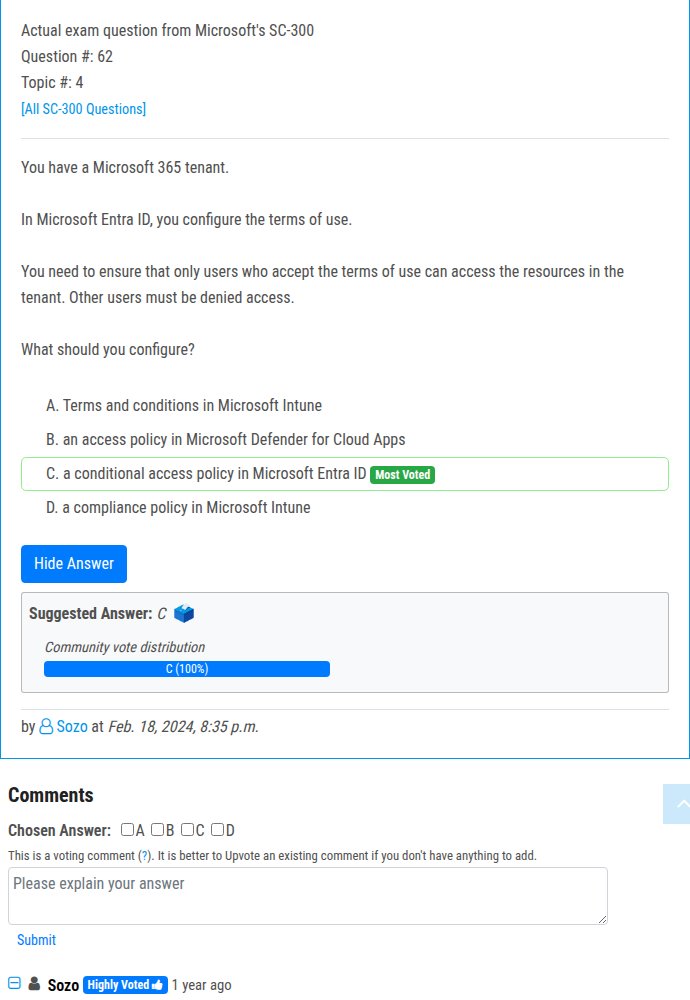 Actual exam question from Microsoft's SC-300
Question #: 62
Topic #: 4
[All SC-300 Questions]
You have a Microsoft 365 tenant.
In Microsoft Entra ID, you configure the terms of use.
You need to ensure that only users who accept the terms of use can access the resources in the
tenant. Other users must be denied access.
What should you configure?
A. Terms and conditions in Microsoft Intune
B. an access policy in Microsoft Defender for Cloud Apps
C. a conditional access policy in Microsoft Entra ID Most Voted
D. a compliance policy in Microsoft Intune
Hide Answer
Suggested Answer: C
Community vote distribution
C (100%)
by Sozo at Feb. 18, 2024, 8:35 p.m.
Comments
Chosen Answer: A B C D
This is a voting comment (?). It is better to Upvote an existing comment if you don't have anything to add.
Please explain your answer
Submit
Sozo Highly Voted 1 year ago